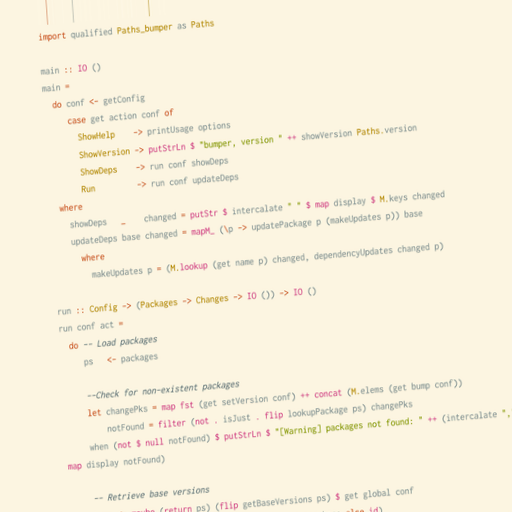 import qualified Paths_bumper as Paths
main :: IO ()
main =
do conf <- getConfig
case get action conf of
ShowHelp -> printUsage options
ShowVersion -> putStrLn $ "bumper, version " ++ showVersion Paths.version
ShowDeps -> run conf showDeps
Run -> run conf updateDeps
where
showDeps _ changed = putStr $ intercalate " " $ map display $ M.keys changed
updateDeps base changed = mapM_ (\p -> updatePackage p (makeUpdates p)) base
where
makeUpdates p = (M.lookup (get name p) changed, dependencyUpdates changed p)
run :: Config -> (Packages -> Changes -> IO ()) -> IO ()
run conf act =
do -- Load packages
ps <- packages
--Check for non-existent packages
let changePks = map fst (get setVersion conf) ++ concat (M.elems (get bump conf))
notFound = filter (not . isJust . flip lookupPackage ps) changePks
when (not $ null notFound) $ putStrLn $ "[Warning] packages not found: " ++ (intercalate ",
map display notFound)
-- Retrieve base versions
(return ps) (flip getBaseVersions ps) $ get global conf